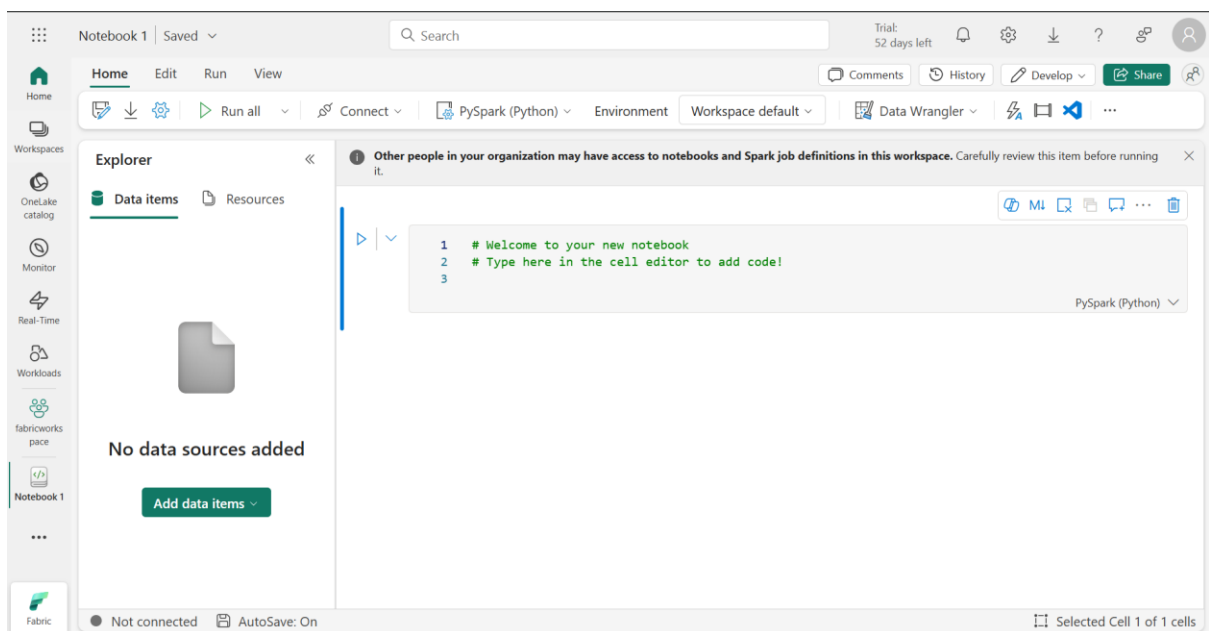 Notebook 1 | Saved
Search
Trial:
52 days left
Home Edit Run View
Comments History Develop Share
Run all Connect PySpark (Python) Environment Workspace default Data Wrangler
Home
Workspaces
OneLake
catalog
Monitor
Real-Time
Workloads
fabricworks
pace
Notebook 1
Fabric
Explorer
Data items Resources
No data sources added
Add data items
Other people in your organization may have access to notebooks and Spark job definitions in this workspace. Carefully review this item before running
it.
M↓
1 # Welcome to your new notebook
2 # Type here in the cell editor to add code!
3
PySpark (Python)
Not connected AutoSave: On
Selected Cell 1 of 1 cells